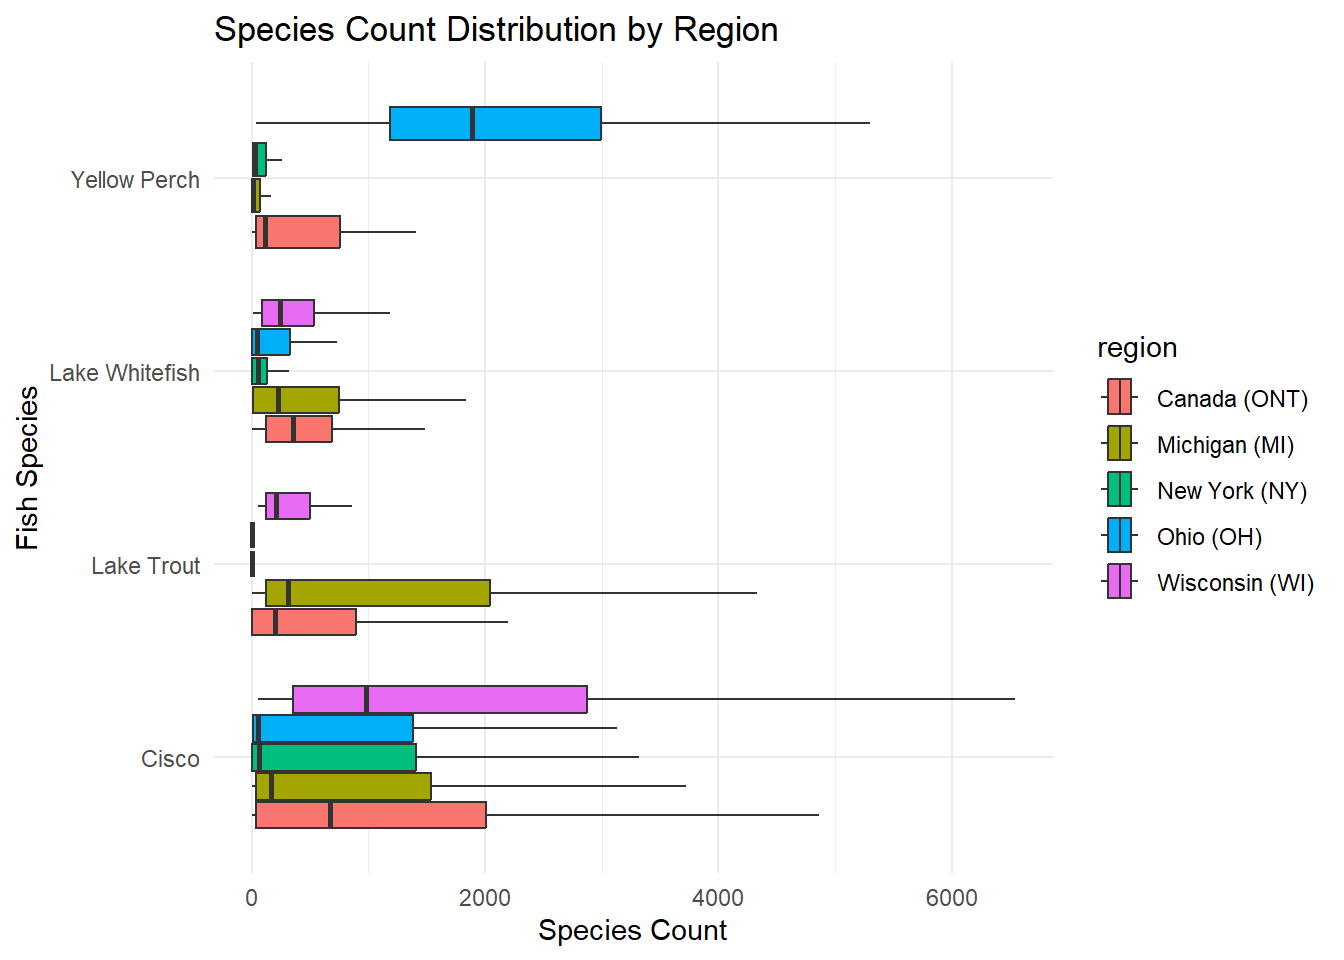 Species Count Distribution by Region
Fish Species
Yellow Perch
Lake Whitefish
Lake Trout
Cisco
0 2000 4000 6000
Species Count
region
Canada (ONT)
Michigan (MI)
New York (NY)
Ohio (OH)
Wisconsin (WI)